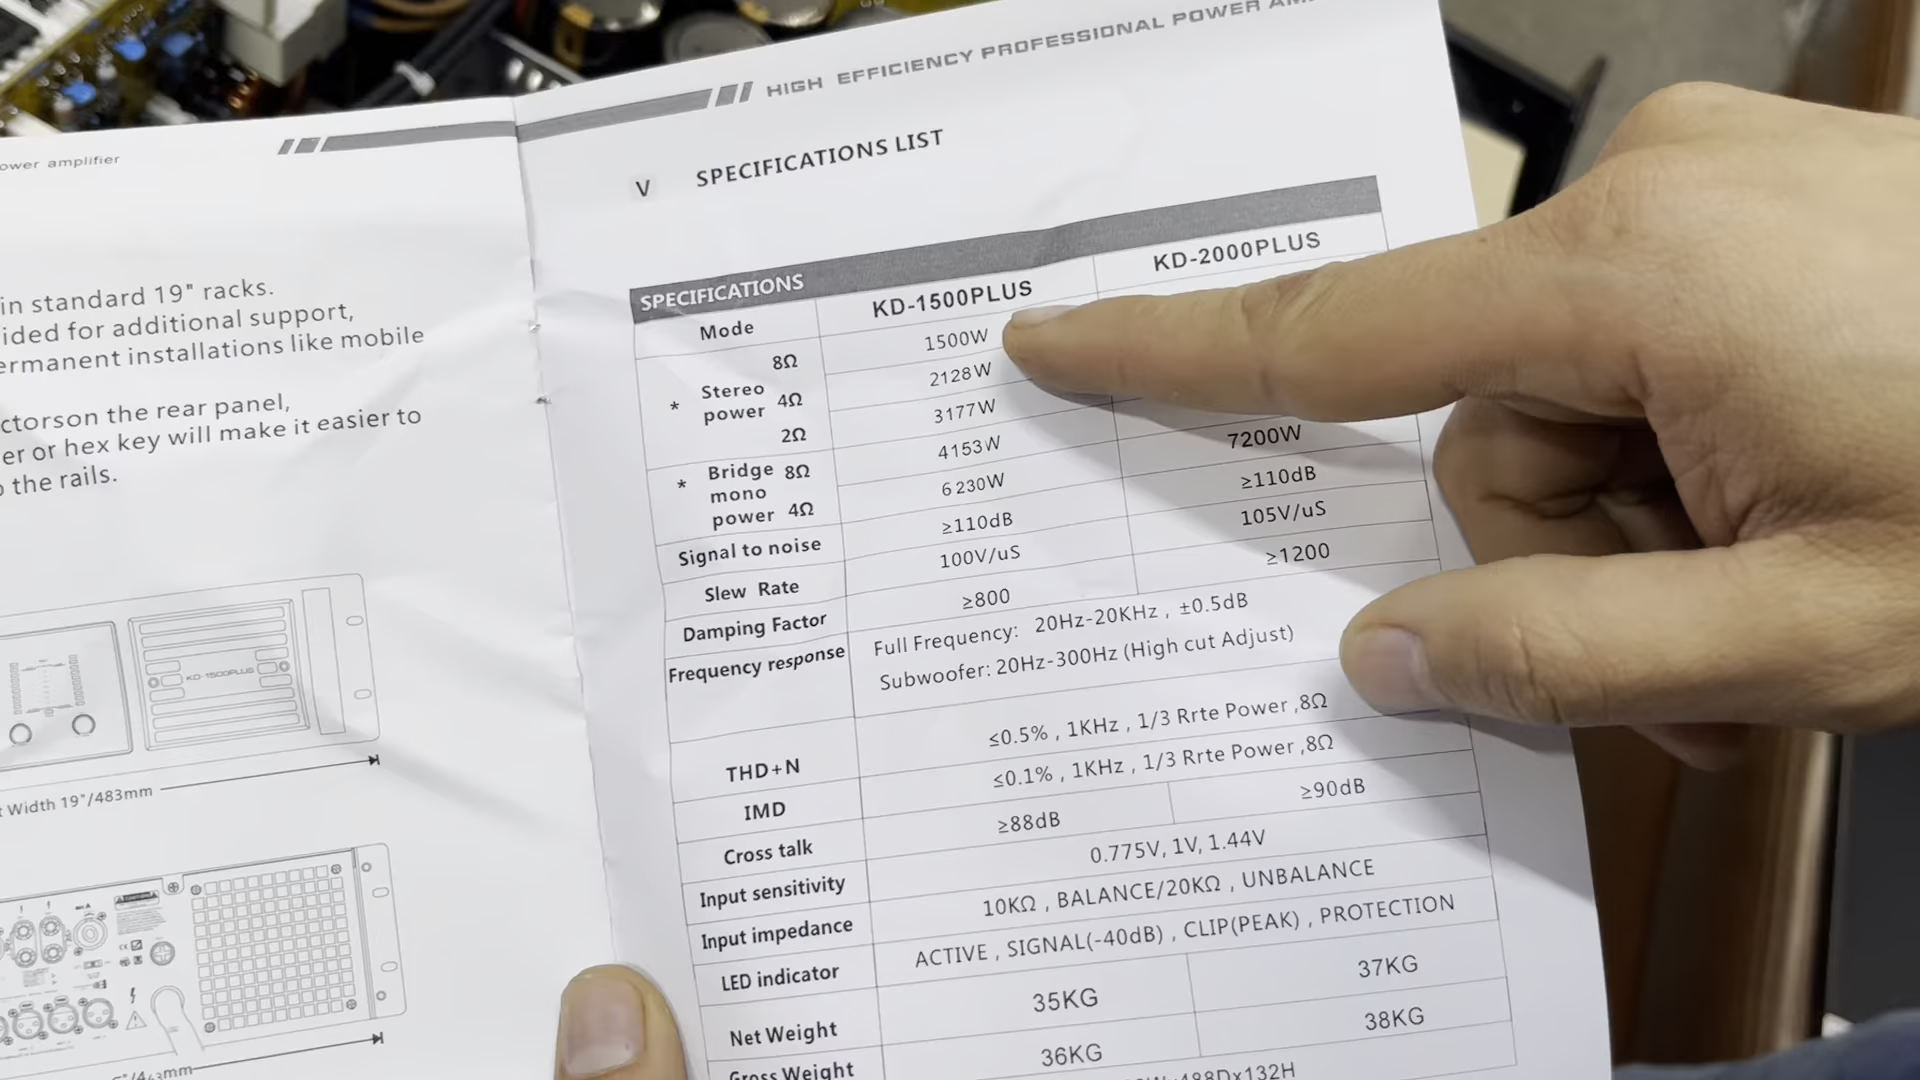 ower amplifier
in standard 19" racks.
ided for additional support,
ermanent installations like mobile
ctorson the rear panel,
er or hex key will make it easier to
the rails.
KD-1500PLUS
Width 19"/483mm
HIGH EFFICIENCY PROFESSIONAL POWER
V SPECIFICATIONS LIST
SPECIFICATIONS
Mode KD-1500PLUS KD-2000PLUS
* Stereo power 8Ω 1500W
4Ω 2128W
2Ω 3177W
* Bridge mono power 8Ω 4153W
4Ω 6230W 7200W
Signal to noise ≥110dB ≥110dB
Slew Rate 100V/uS 105V/uS
Damping Factor ≥800 ≥1200
Frequency response Full Frequency: 20Hz-20KHz , ±0.5dB
Subwoofer: 20Hz-300Hz (High cut Adjust)
THD+N ≤0.5% , 1KHz , 1/3 Rrte Power ,8Ω
IMD ≤0.1% , 1KHz , 1/3 Rrte Power ,8Ω
Cross talk ≥88dB ≥90dB
Input sensitivity 0.775V, 1V, 1.44V
Input impedance 10KΩ , BALANCE/20KΩ , UNBALANCE
LED indicator ACTIVE , SIGNAL(-40dB) , CLIP(PEAK) , PROTECTION
Net Weight 35KG 37KG
Gross Weight 36KG 38KG
488Dx132H